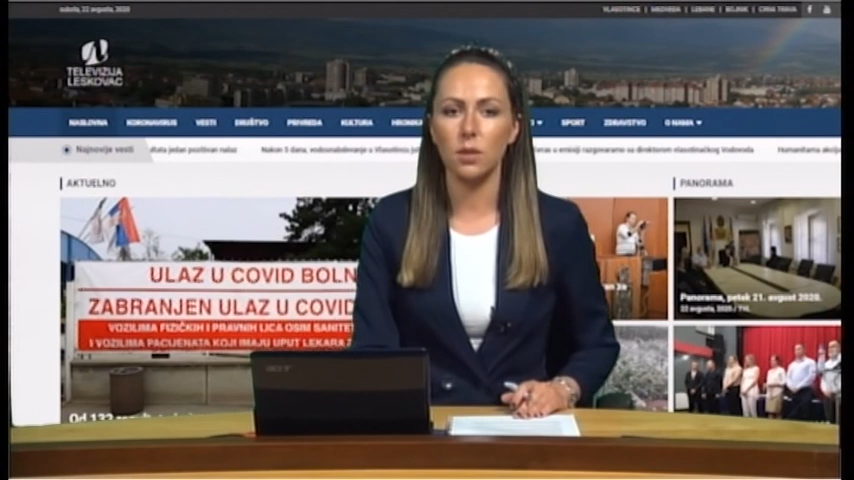 subota, 22 avgusta, 2020
VLASOTINCE | MEDVEĐA | LEBANE | BOJNIK | CRNA TRAVA
TELEVIZIJA
LESKOVAC
NASLOVNA KORONAVIRUS VESTI DRUŠTVO PRIVREDA KULTURA HRONIKA SPORT ZDRAVSTVO O NAMA
Najnovije vesti
jedan pozitivan nalaz Nakon 5 dana, vodosnabdevanje u Vlasotincu u emisiji razgovaramo sa direktorom vlasotinačkog Vodovoda Humanitarna
AKTUELNO
PANORAMA
ULAZ U COVID BOLN
ZABRANJEN ULAZ U COVID
VOZILIMA FIZIČKIH I PRAVNIH LICA OSIM SANITET
I VOZILIMA PACIJENATA KOJI IMAJU UPUT LEKARA
Panorama, petak 21. avgust 2020.
22 avgusta, 2020
acer
Od 132